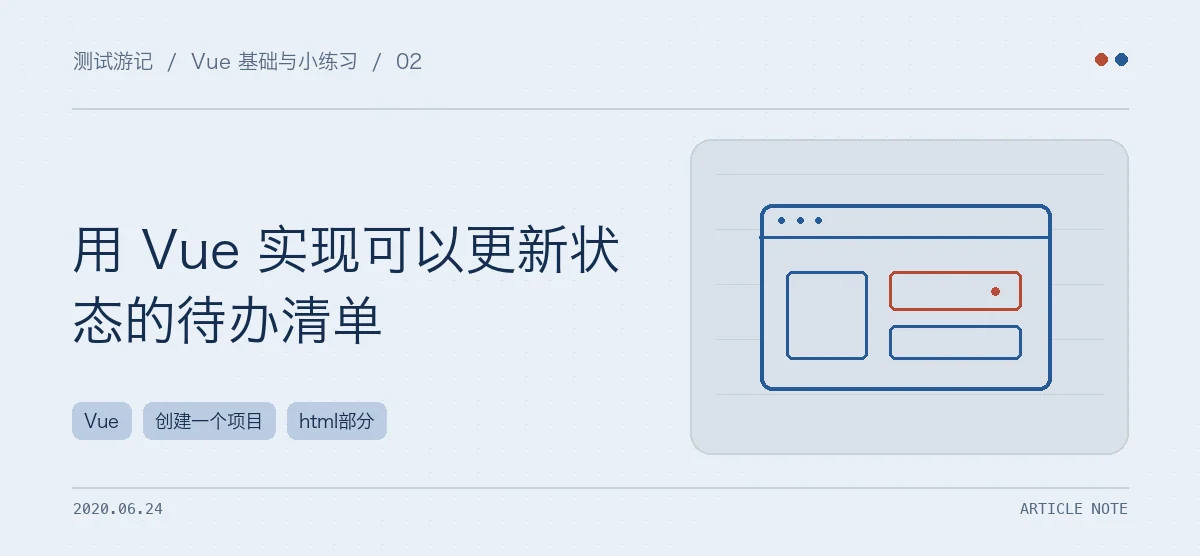 测试游记 / Vue 基础与小练习 / 02
用 Vue 实现可以更新状
态的待办清单
Vue 创建一个项目 html部分
2020.06.24
ARTICLE NOTE